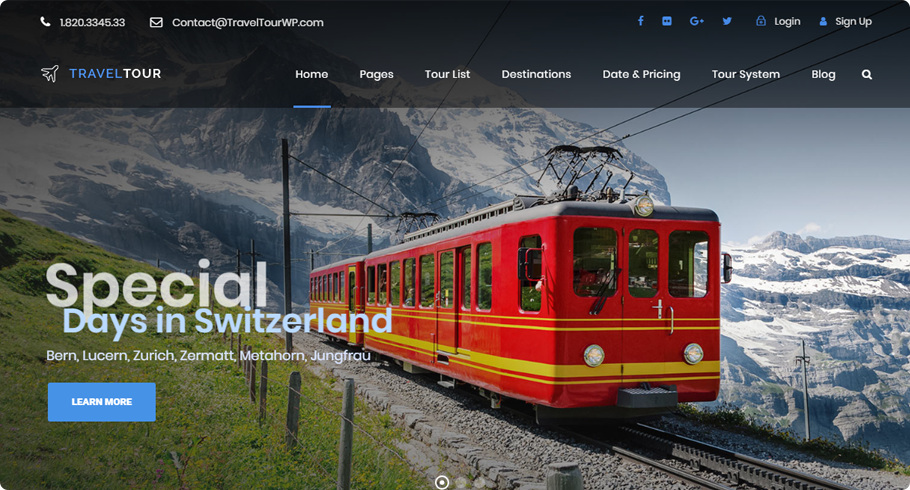 1.820.3345.33 Contact@TravelTourWP.com Login Sign Up
TRAVELTOUR Home Pages Tour List Destinations Date & Pricing Tour System Blog
Special
Days in Switzerland
Bern, Lucern, Zurich, Zermatt, Metahorn, Jungfrau
LEARN MORE